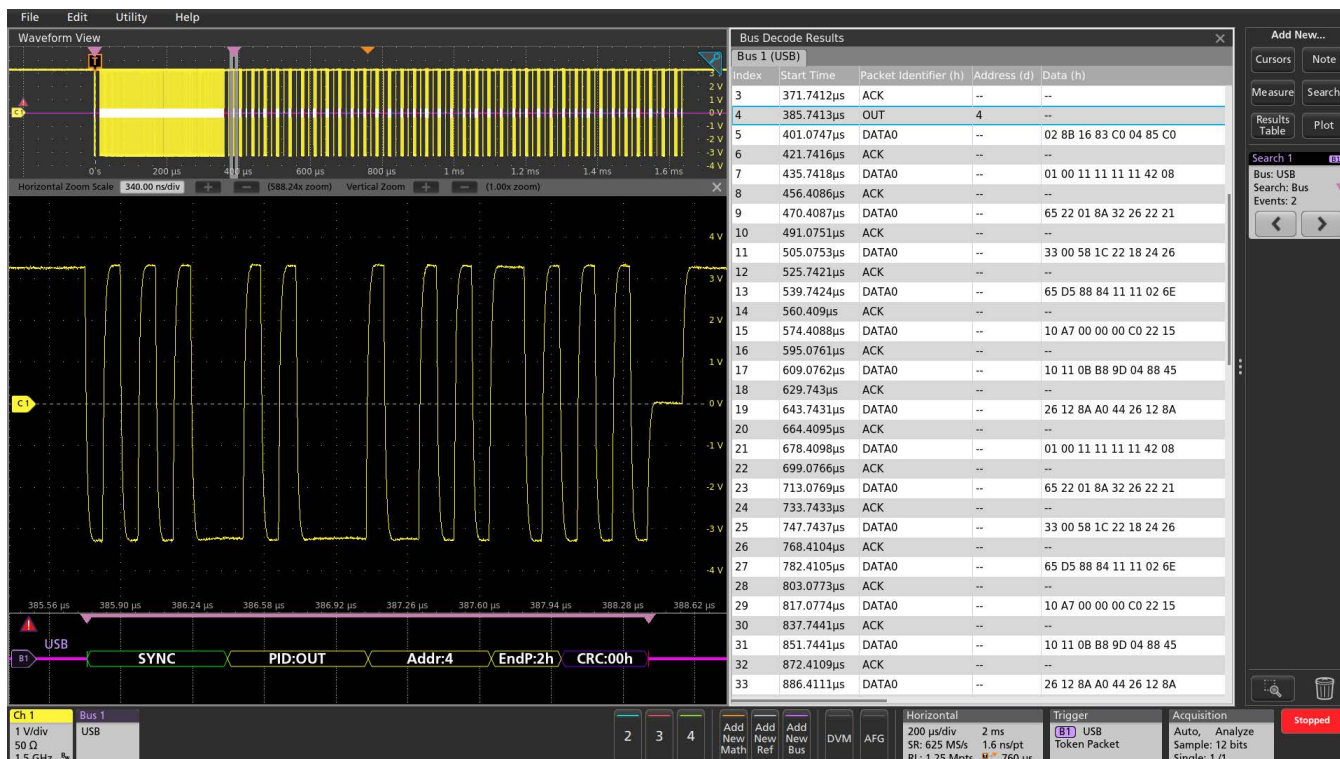 File Edit Utility Help
Waveform View
T
3 V
2 V
1 V
C1
-1 V
-2 V
-3 V
-4 V
0's 200 µs 400 µs 600 µs 800 µs 1 ms 1.2 ms 1.4 ms 1.6 ms
Horizontal Zoom Scale 340.00 ns/div + — (588.24x zoom) Vertical Zoom + — (1.00x zoom)
4 V
3 V
2 V
1 V
C1 0 V
-1 V
-2 V
-3 V
-4 V
385.56 µs 385.90 µs 386.24 µs 386.58 µs 386.92 µs 387.26 µs 387.60 µs 387.94 µs 388.28 µs 388.62 µs
USB
B1 SYNC PID:OUT Addr:4 EndP:2h CRC:00h
Bus Decode Results
Bus 1 (USB)
Index Start Time Packet Identifier (h) Address (d) Data (h)
3 371.7412µs ACK -- --
4 385.7413µs OUT 4 --
5 401.0747µs DATA0 -- 02 8B 16 83 C0 04 85 C0
6 421.7416µs ACK -- --
7 435.7418µs DATA0 -- 01 00 11 11 11 11 42 08
8 456.4086µs ACK -- --
9 470.4087µs DATA0 -- 65 22 01 8A 32 26 22 21
10 491.0751µs ACK -- --
11 505.0753µs DATA0 -- 33 00 58 1C 22 18 24 26
12 525.7421µs ACK -- --
13 539.7424µs DATA0 -- 65 D5 88 84 11 11 02 6E
14 560.409µs ACK -- --
15 574.4088µs DATA0 -- 10 A7 00 00 00 C0 22 15
16 595.0761µs ACK -- --
17 609.0762µs DATA0 -- 10 11 0B B8 9D 04 88 45
18 629.743µs ACK -- --
19 643.7431µs DATA0 -- 26 12 8A A0 44 26 12 8A
20 664.4095µs ACK -- --
21 678.4098µs DATA0 -- 01 00 11 11 11 11 42 08
22 699.0766µs ACK -- --
23 713.0769µs DATA0 -- 65 22 01 8A 32 26 22 21
24 733.7433µs ACK -- --
25 747.7437µs DATA0 -- 33 00 58 1C 22 18 24 26
26 768.4104µs ACK -- --
27 782.4105µs DATA0 -- 65 D5 88 84 11 11 02 6E
28 803.0773µs ACK -- --
29 817.0774µs DATA0 -- 10 A7 00 00 00 C0 22 15
30 837.7441µs ACK -- --
31 851.7441µs DATA0 -- 10 11 0B B8 9D 04 88 45
32 872.4109µs ACK -- --
33 886.4111µs DATA0 -- 26 12 8A A0 44 26 12 8A
Add New...
Cursors Note
Measure Search
Results Table Plot
Search 1 B1
Bus: USB
Search: Bus
Events: 2
Ch 1
1 V/div
50 Ω
1.5 GHz
Bus 1
USB
2 3 4
Add New Math
Add New Ref
Add New Bus
DVM AFG
Horizontal
200 µs/div 2 ms
SR: 625 MS/s 1.6 ns/pt
RL: 1.25 Mpts 760 µs
Trigger
B1 USB
Token Packet
Acquisition
Auto, Analyze
Sample: 12 bits
Single: 1 /1
Stopped